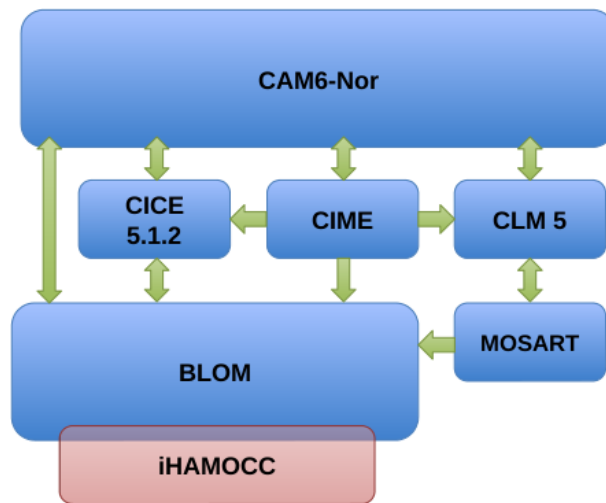 CAM6-Nor
CICE
5.1.2
CIME
CLM 5
MOSART
BLOM
iHAMOCC